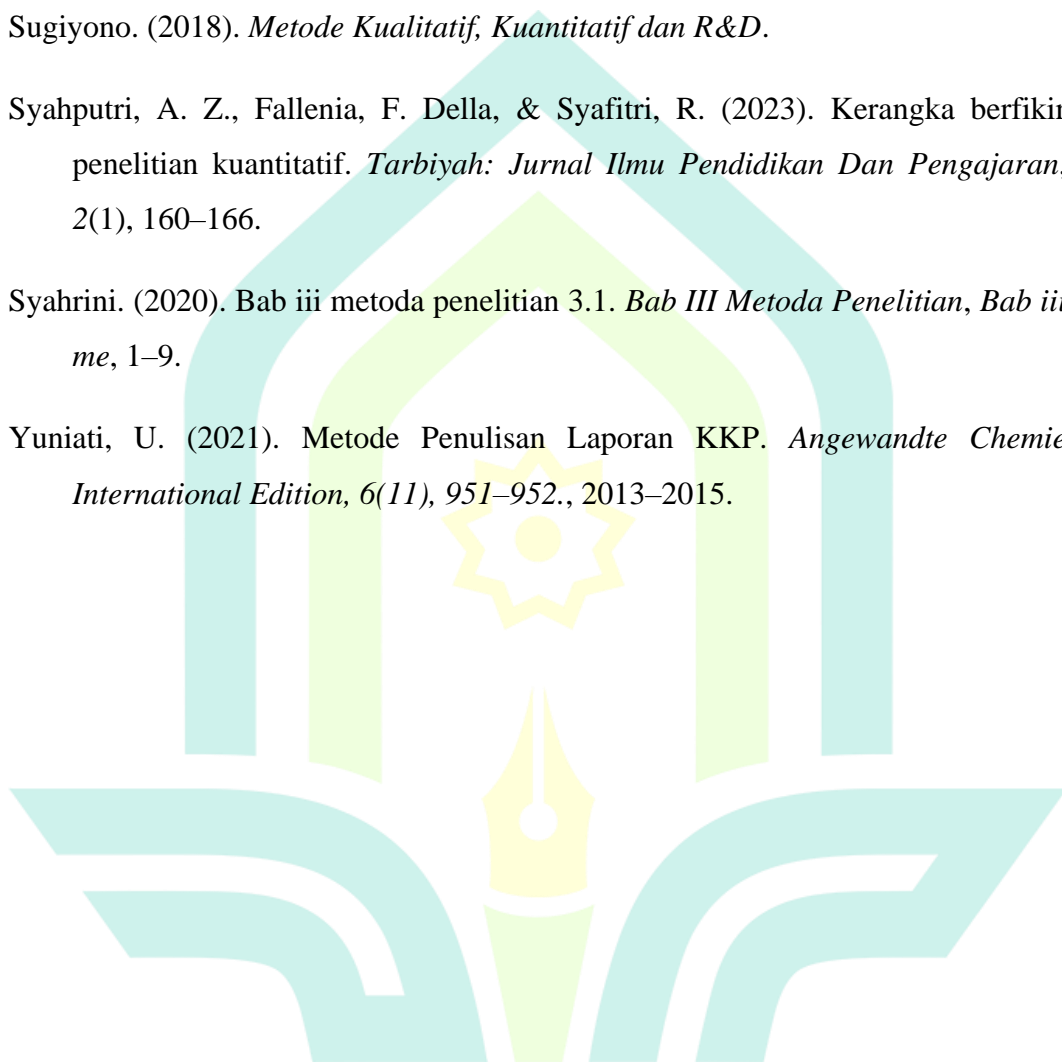 Sugiyono. (2018). Metode Kualitatif, Kuantitatif dan R&D.
Syahputri, A. Z., Fallenia, F. Della, & Syafitri, R. (2023). Kerangka berfikir
penelitian kuantitatif. Tarbiyah: Jurnal Ilmu Pendidikan Dan Pengajaran,
2(1), 160–166.
Syahrini. (2020). Bab iii metoda penelitian 3.1. Bab III Metoda Penelitian, Bab iii
me, 1–9.
Yuniati, U. (2021). Metode Penulisan Laporan KKP. Angewandte Chemie
International Edition, 6(11), 951–952., 2013–2015.